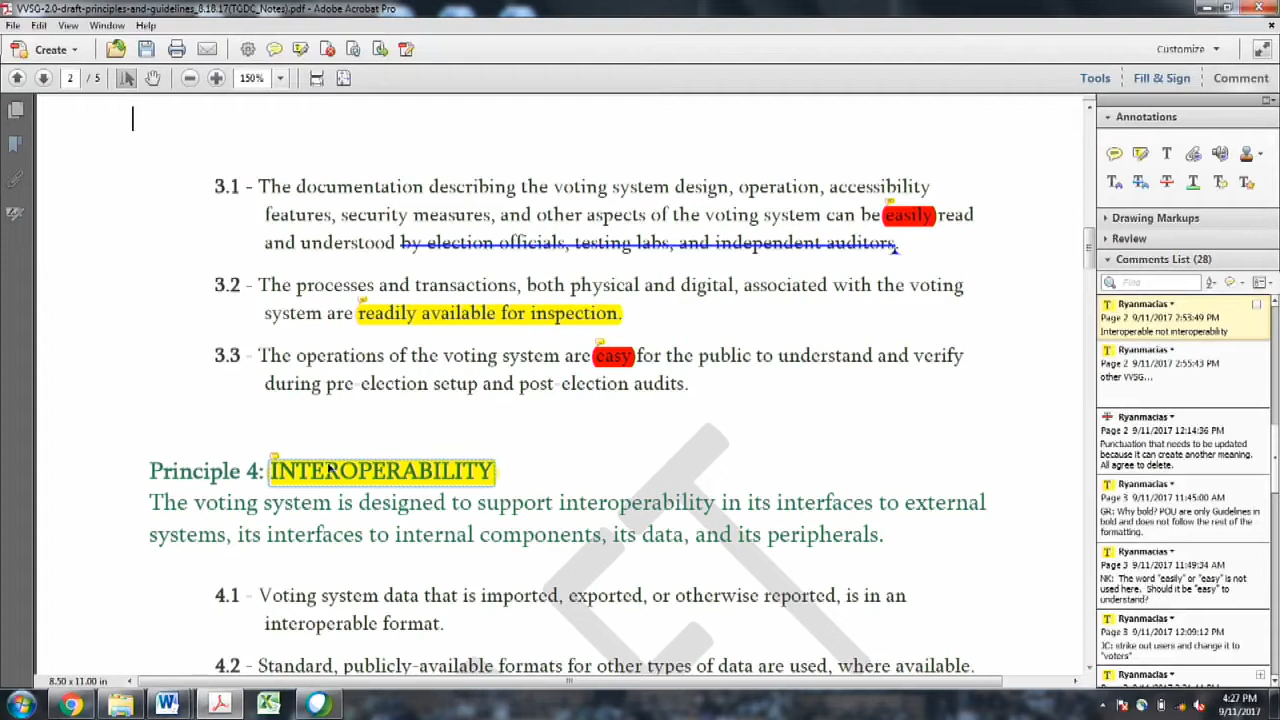 VVSG-2.0-draft-principles-and-guidelines_8.18.17(TGDC_Notes).pdf - Adobe Acrobat Pro
File Edit View Window Help
Create
Customize
2 / 5
150%
Tools Fill & Sign Comment
3.1 - The documentation describing the voting system design, operation, accessibility
features, security measures, and other aspects of the voting system can be easily read
and understood by election officials, testing labs, and independent auditors.
3.2 - The processes and transactions, both physical and digital, associated with the voting
system are readily available for inspection.
3.3 - The operations of the voting system are easy for the public to understand and verify
during pre-election setup and post-election audits.
Principle 4: INTEROPERABILITY
The voting system is designed to support interoperability in its interfaces to external
systems, its interfaces to internal components, its data, and its peripherals.
4.1 - Voting system data that is imported, exported, or otherwise reported, is in an
interoperable format.
4.2 - Standard, publicly-available formats for other types of data are used, where available.
8.50 x 11.00 in
Annotations
Drawing Markups
Review
Comments List (28)
Find
Ryanmacias
Page 2 9/11/2017 2:53:49 PM
Interoperable not interoperability
Ryanmacias
Page 2 9/11/2017 2:55:43 PM
other VVSG...
Ryanmacias
Page 2 9/11/2017 12:14:36 PM
Punctuation that needs to be updated
because it can create another meaning.
All agree to delete.
Ryanmacias
Page 3 9/11/2017 11:45:00 AM
GR: Why bold? POU are only Guidelines in
bold and does not follow the rest of the
formatting.
Ryanmacias
Page 3 9/11/2017 11:49:34 AM
NK: The word "easily" or "easy" is not
used here. Should it be "easy" to
understand?
Ryanmacias
Page 3 9/11/2017 12:09:12 PM
JC: strike out users and change it to
"voters"
Ryanmacias
4:27 PM
9/11/2017